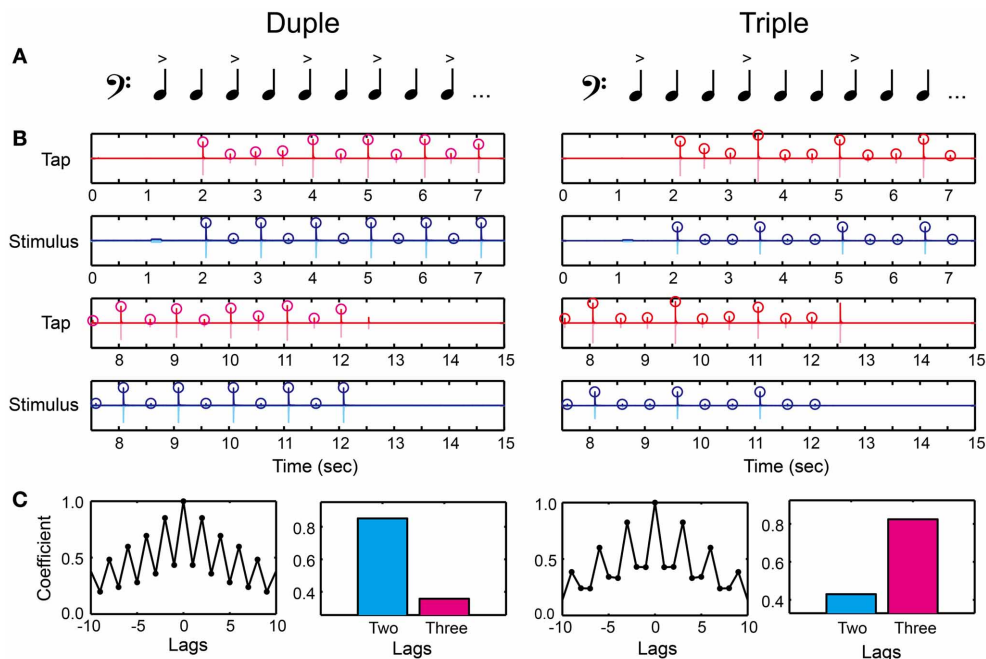 Duple Triple
A
> > > > > ... > > > ...
B
Tap
0 1 2 3 4 5 6 7 0 1 2 3 4 5 6 7
Stimulus
0 1 2 3 4 5 6 7 0 1 2 3 4 5 6 7
Tap
8 9 10 11 12 13 14 15 8 9 10 11 12 13 14 15
Stimulus
8 9 10 11 12 13 14 15 8 9 10 11 12 13 14 15
Time (sec) Time (sec)
C
Coefficient
1.0 0.5 0.0
-10 -5 0 5 10
Lags
0.8 0.6 0.4
Two Three
Lags
1.0 0.5 0.0
-10 -5 0 5 10
Lags
0.8 0.6 0.4
Two Three
Lags